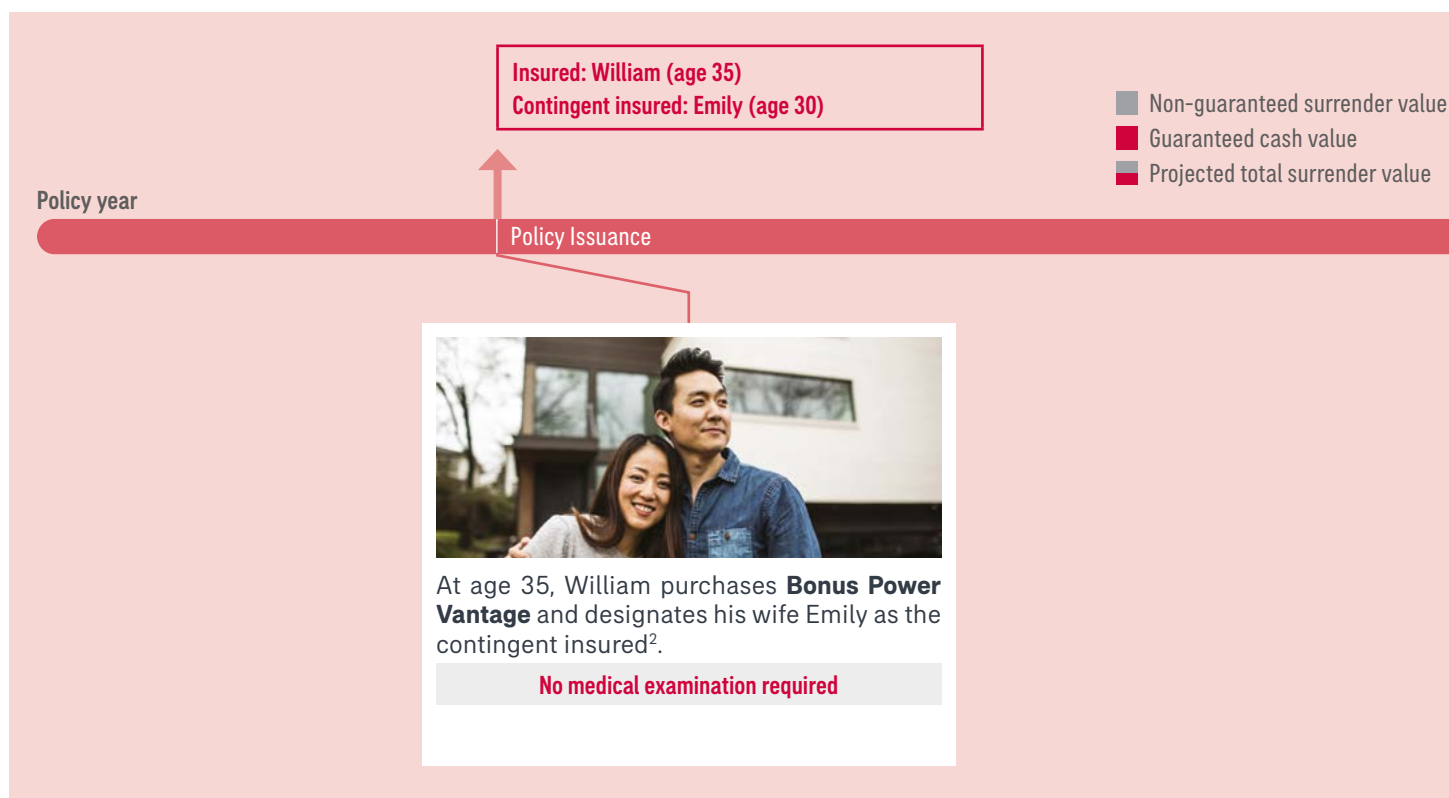 Insured: William (age 35)
Contingent insured: Emily (age 30)
Non-guaranteed surrender value
Guaranteed cash value
Projected total surrender value
Policy year
Policy Issuance
At age 35, William purchases Bonus Power
Vantage and designates his wife Emily as the
contingent insured².
No medical examination required